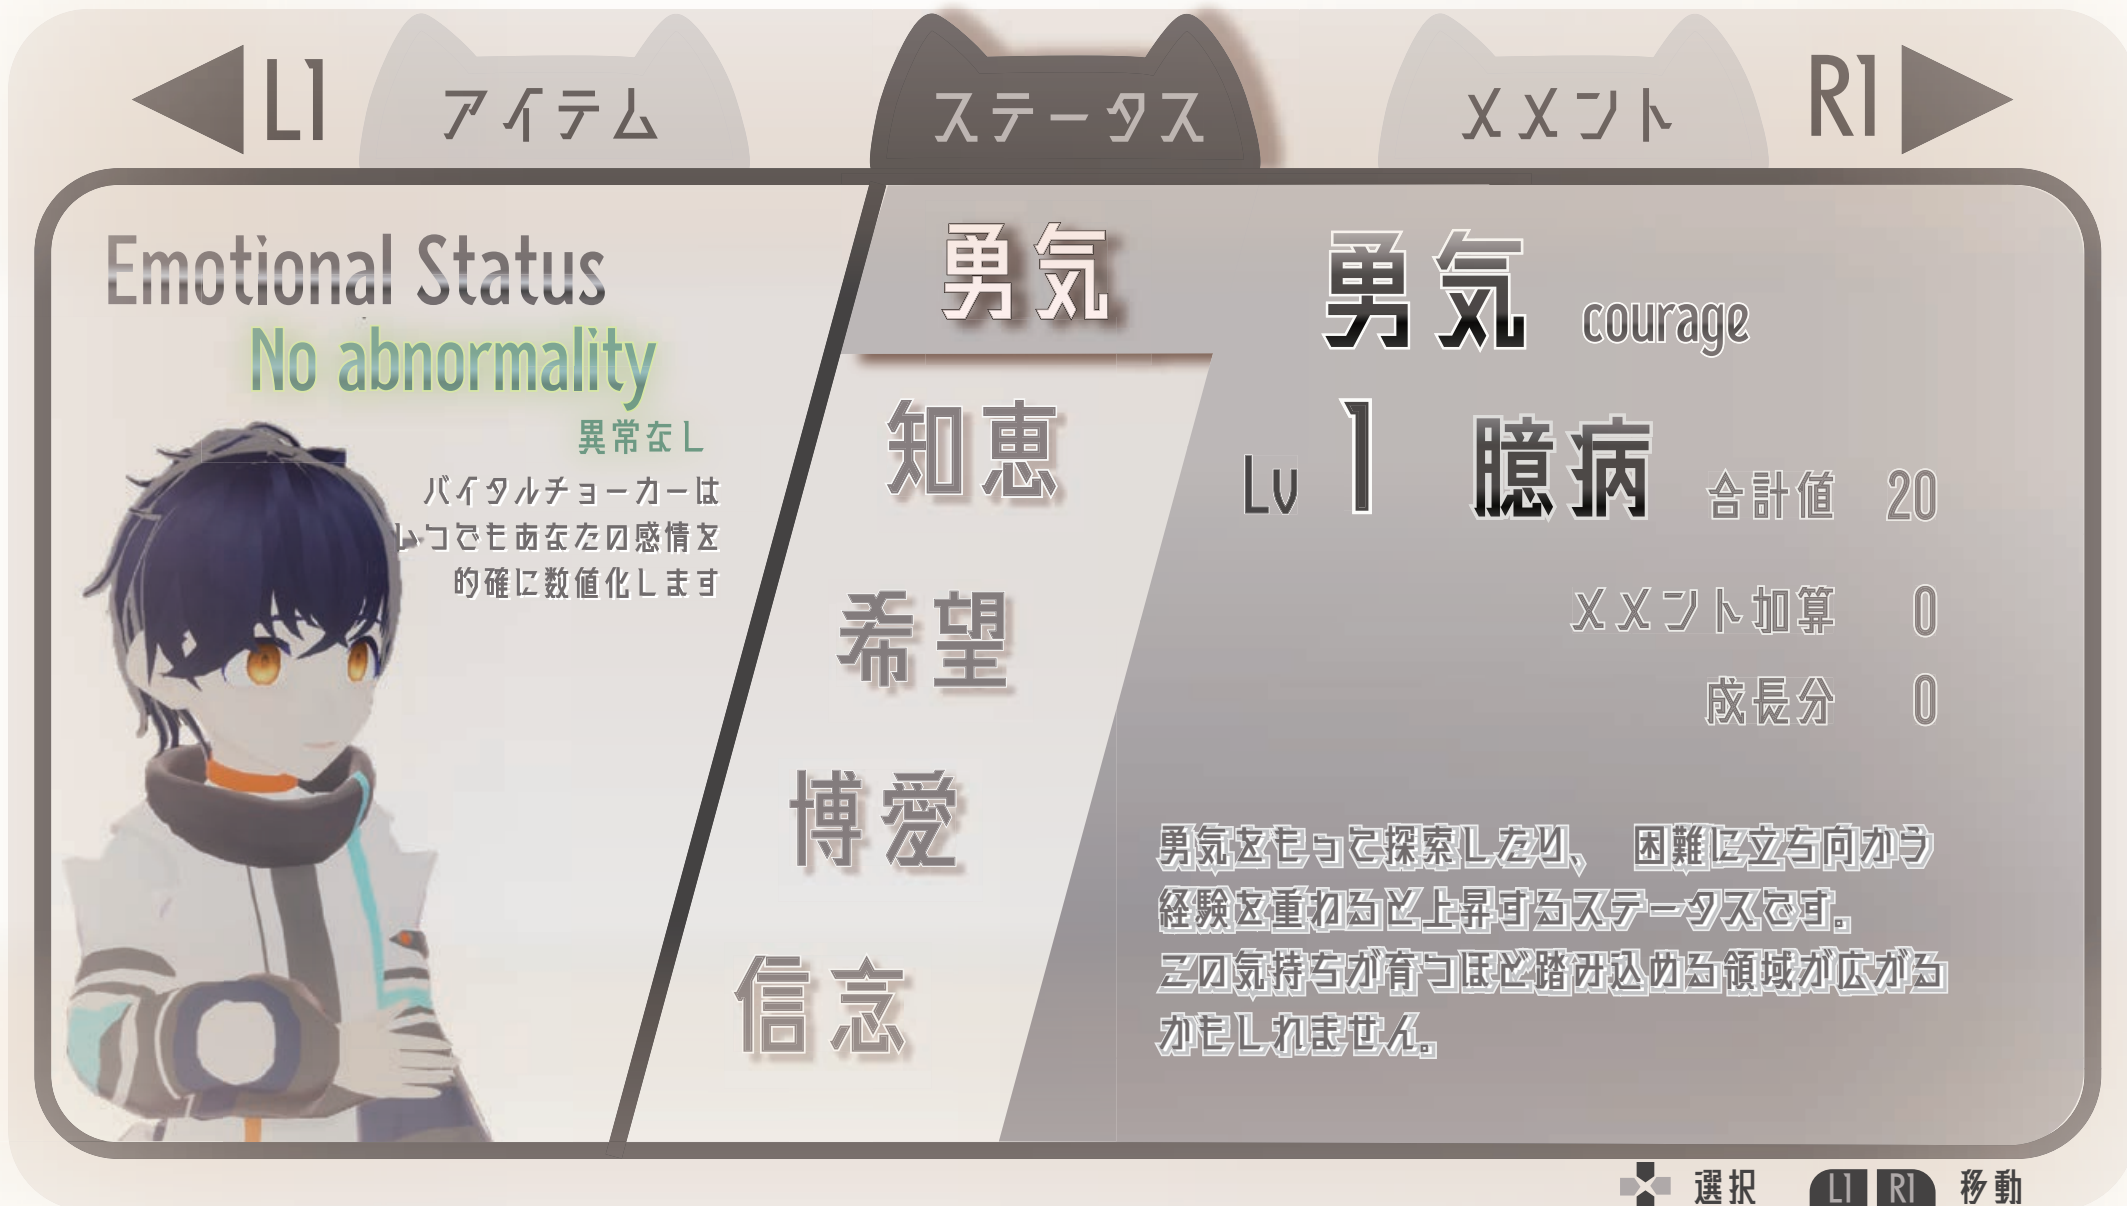 L1 アイテム ステータス メメント R1
Emotional Status
No abnormality
異常なし
バイタルチョーカーは
いつでもあなたの感情を
的確に数値化します
勇気
知恵
希望
博愛
信念
勇気 courage
Lv 1 臆病 合計値 20
メメント加算 0
成長分 0
勇気をもって探索したり、 困難に立ち向かう
経験を重ねると上昇するステータスです。
この気持ちが育つほど踏み込める領域が広がる
かもしれません。
選択 L1 R1 移動